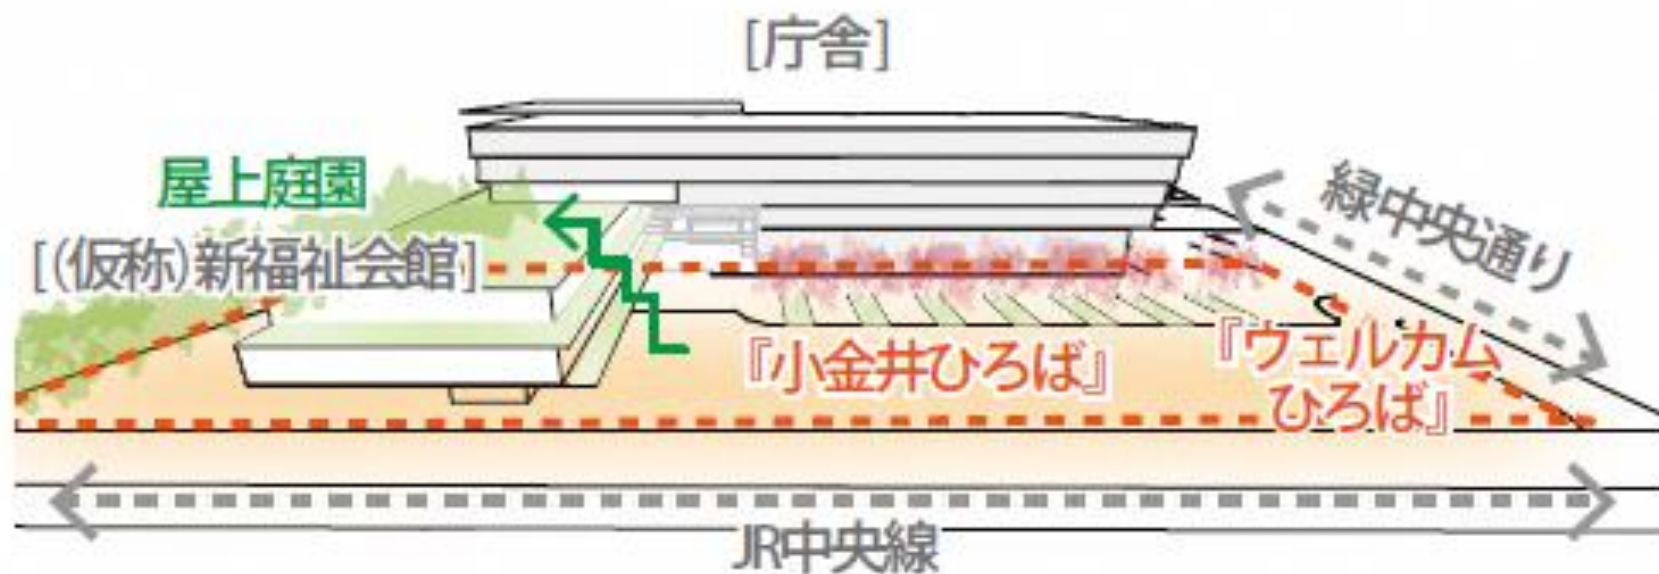 [庁舎]
屋上庭園
[(仮称)新福祉会館]
緑中央通り
『小金井ひろば』
『ウェルカム
ひろば』
JR中央線